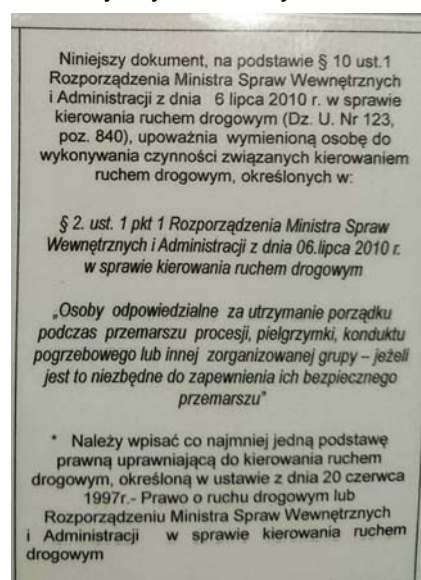 Niniejszy dokument, na podstawie § 10 ust.1
Rozporządzenia Ministra Spraw Wewnętrznych
i Administracji z dnia 6 lipca 2010 r. w sprawie
kierowania ruchem drogowym (Dz. U. Nr 123,
poz. 840), upoważnia wymienioną osobę do
wykonywania czynności związanych kierowaniem
ruchem drogowym, określonych w:
§ 2. ust. 1 pkt 1 Rozporządzenia Ministra Spraw
Wewnętrznych i Administracji z dnia 06.lipca 2010 r.
w sprawie kierowania ruchem drogowym
„Osoby odpowiedzialne za utrzymanie porządku
podczas przemarszu procesji, pielgrzymki, konduktu
pogrzebowego lub innej zorganizowanej grupy – jeżeli
jest to niezbędne do zapewnienia ich bezpiecznego
przemarszu"
* Należy wpisać co najmniej jedną podstawę
prawną uprawniającą do kierowania ruchem
drogowym, określoną w ustawie z dnia 20 czerwca
1997r.- Prawo o ruchu drogowym lub
Rozporządzeniu Ministra Spraw Wewnętrznych
i Administracji w sprawie kierowania ruchem
drogowym